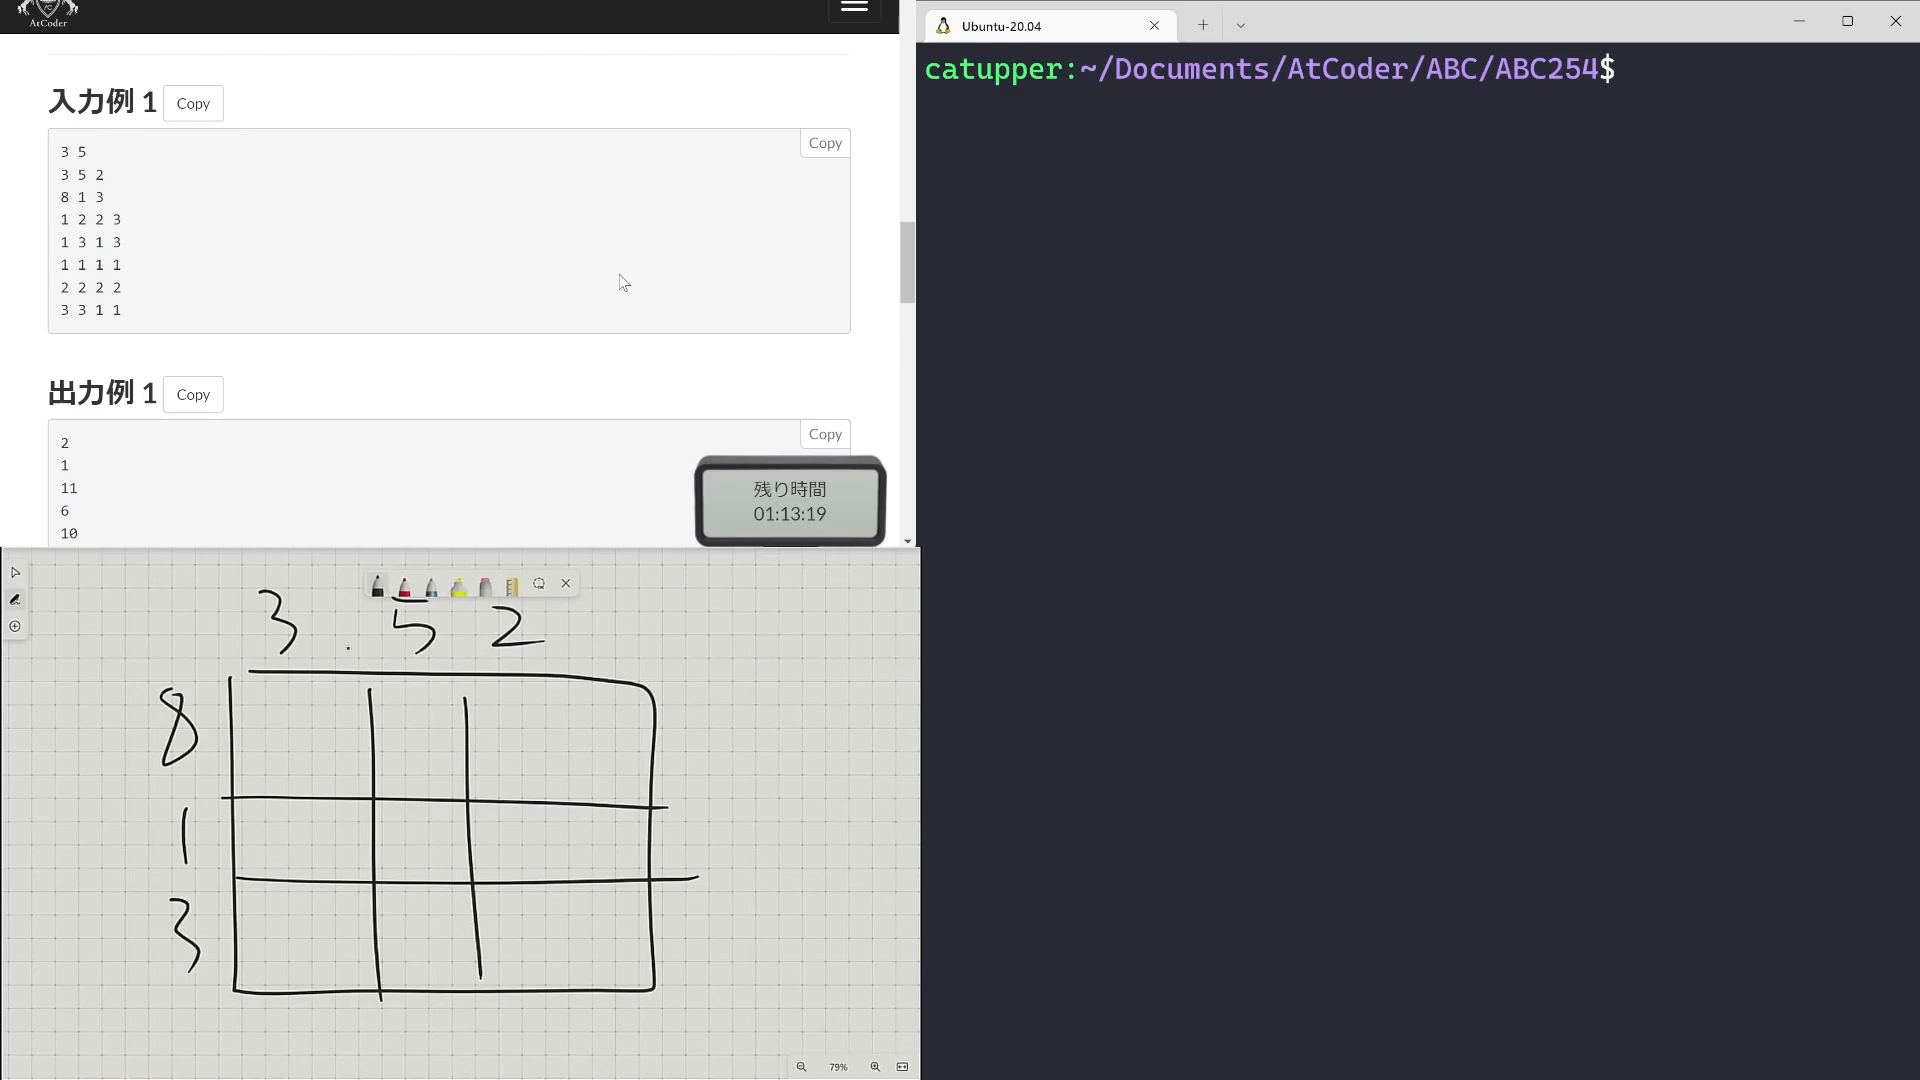 AtCoder
Ubuntu-20.04
catupper:~/Documents/AtCoder/ABC/ABC254$
入力例 1
Copy
Copy
3 5
3 5 2
8 1 3
1 2 2 3
1 3 1 3
1 1 1 1
2 2 2 2
3 3 1 1
出力例 1
Copy
Copy
2
1
11
6
10
残り時間
01:13:19
3 . 5 2
8
1
3
79%